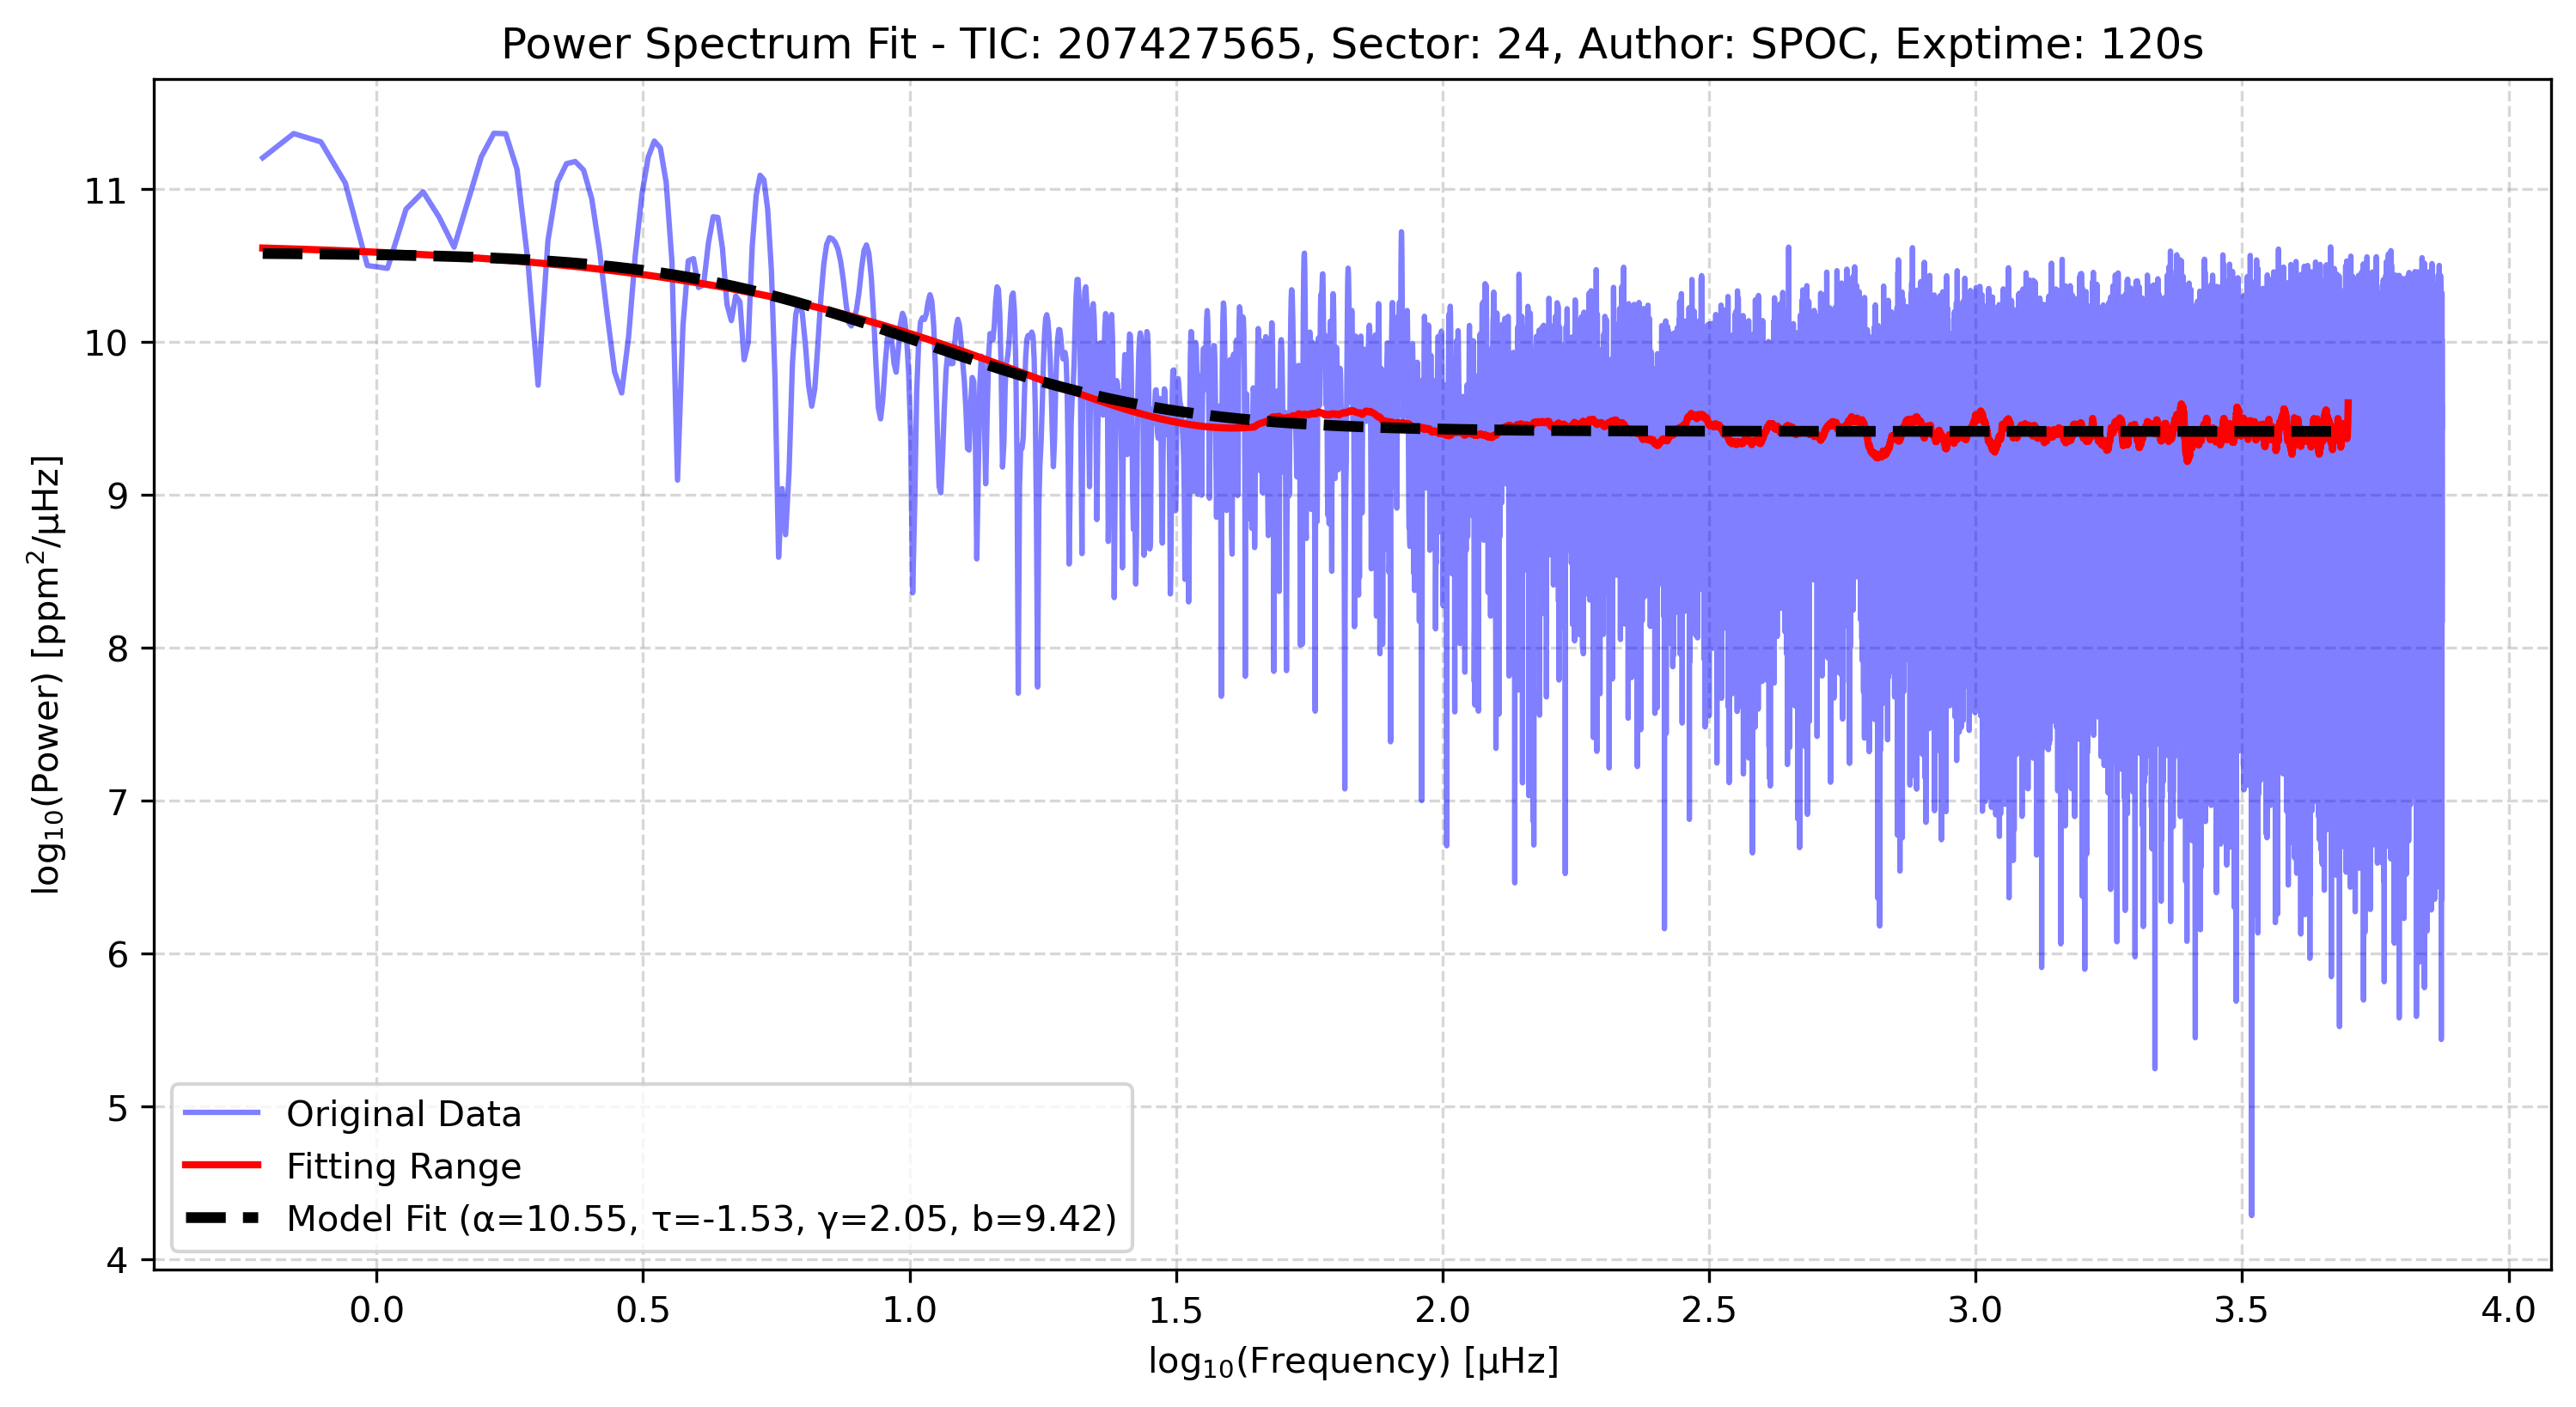 Power Spectrum Fit - TIC: 207427565, Sector: 24, Author: SPOC, Exptime: 120s
log₁₀(Power) [ppm²/μHz]
11
10
9
8
7
6
5
4
Original Data
Fitting Range
Model Fit (α=10.55, τ=-1.53, γ=2.05, b=9.42)
0.0 0.5 1.0 1.5 2.0 2.5 3.0 3.5 4.0
log₁₀(Frequency) [μHz]